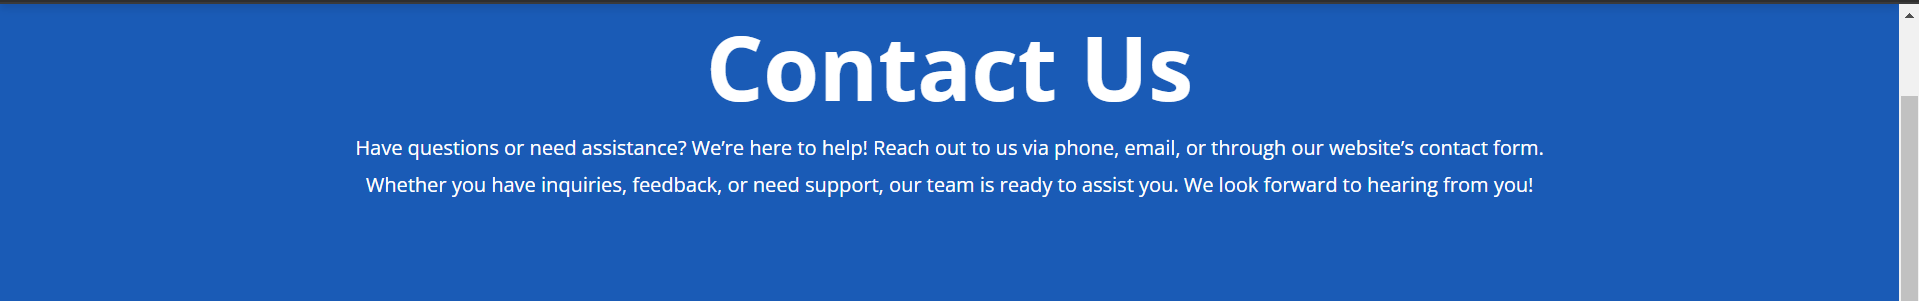 Contact Us
Have questions or need assistance? We’re here to help! Reach out to us via phone, email, or through our website’s contact form.
Whether you have inquiries, feedback, or need support, our team is ready to assist you. We look forward to hearing from you!